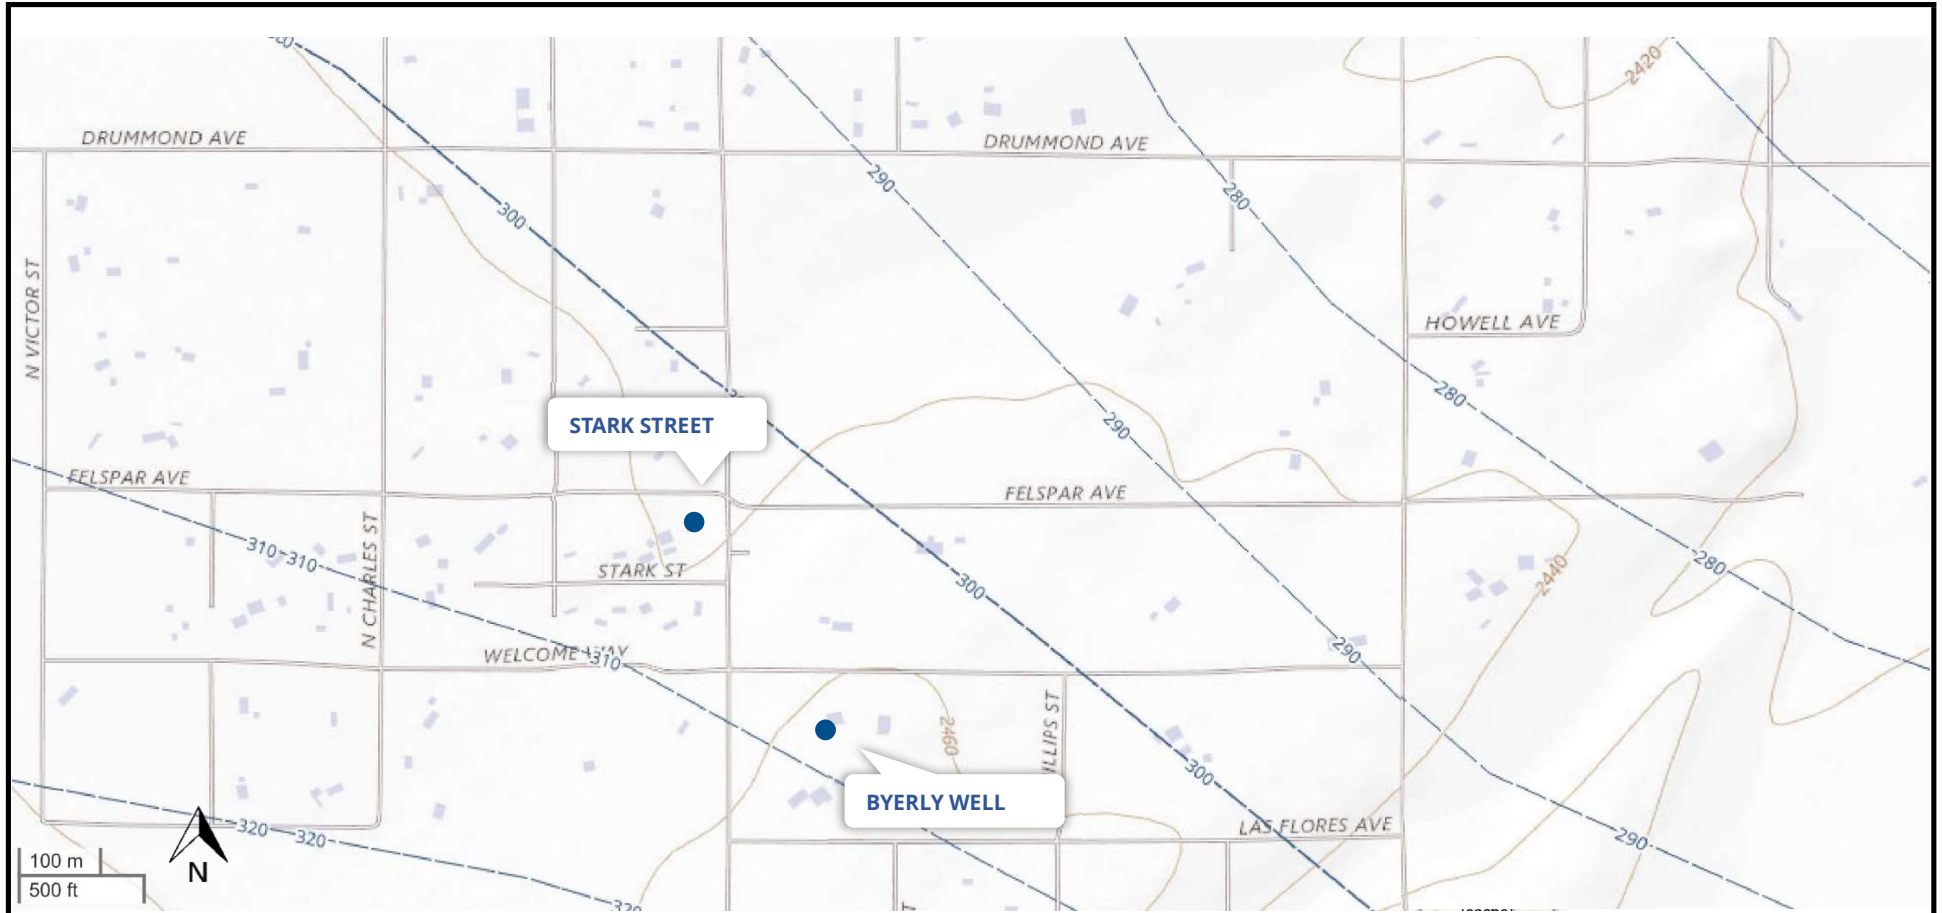 2420
DRUMMOND AVE
DRUMMOND AVE
290
280
300
N VICTOR ST
HOWELL AVE
280
STARK STREET
290
FELSPAR AVE
FELSPAR AVE
310
310
N CHARLES ST
280
STARK ST
300
2440
WELCOME
310
290
2460
300
BYERLY WELL
LAS FLORES AVE
320
320
290
N
100 m
500 ft